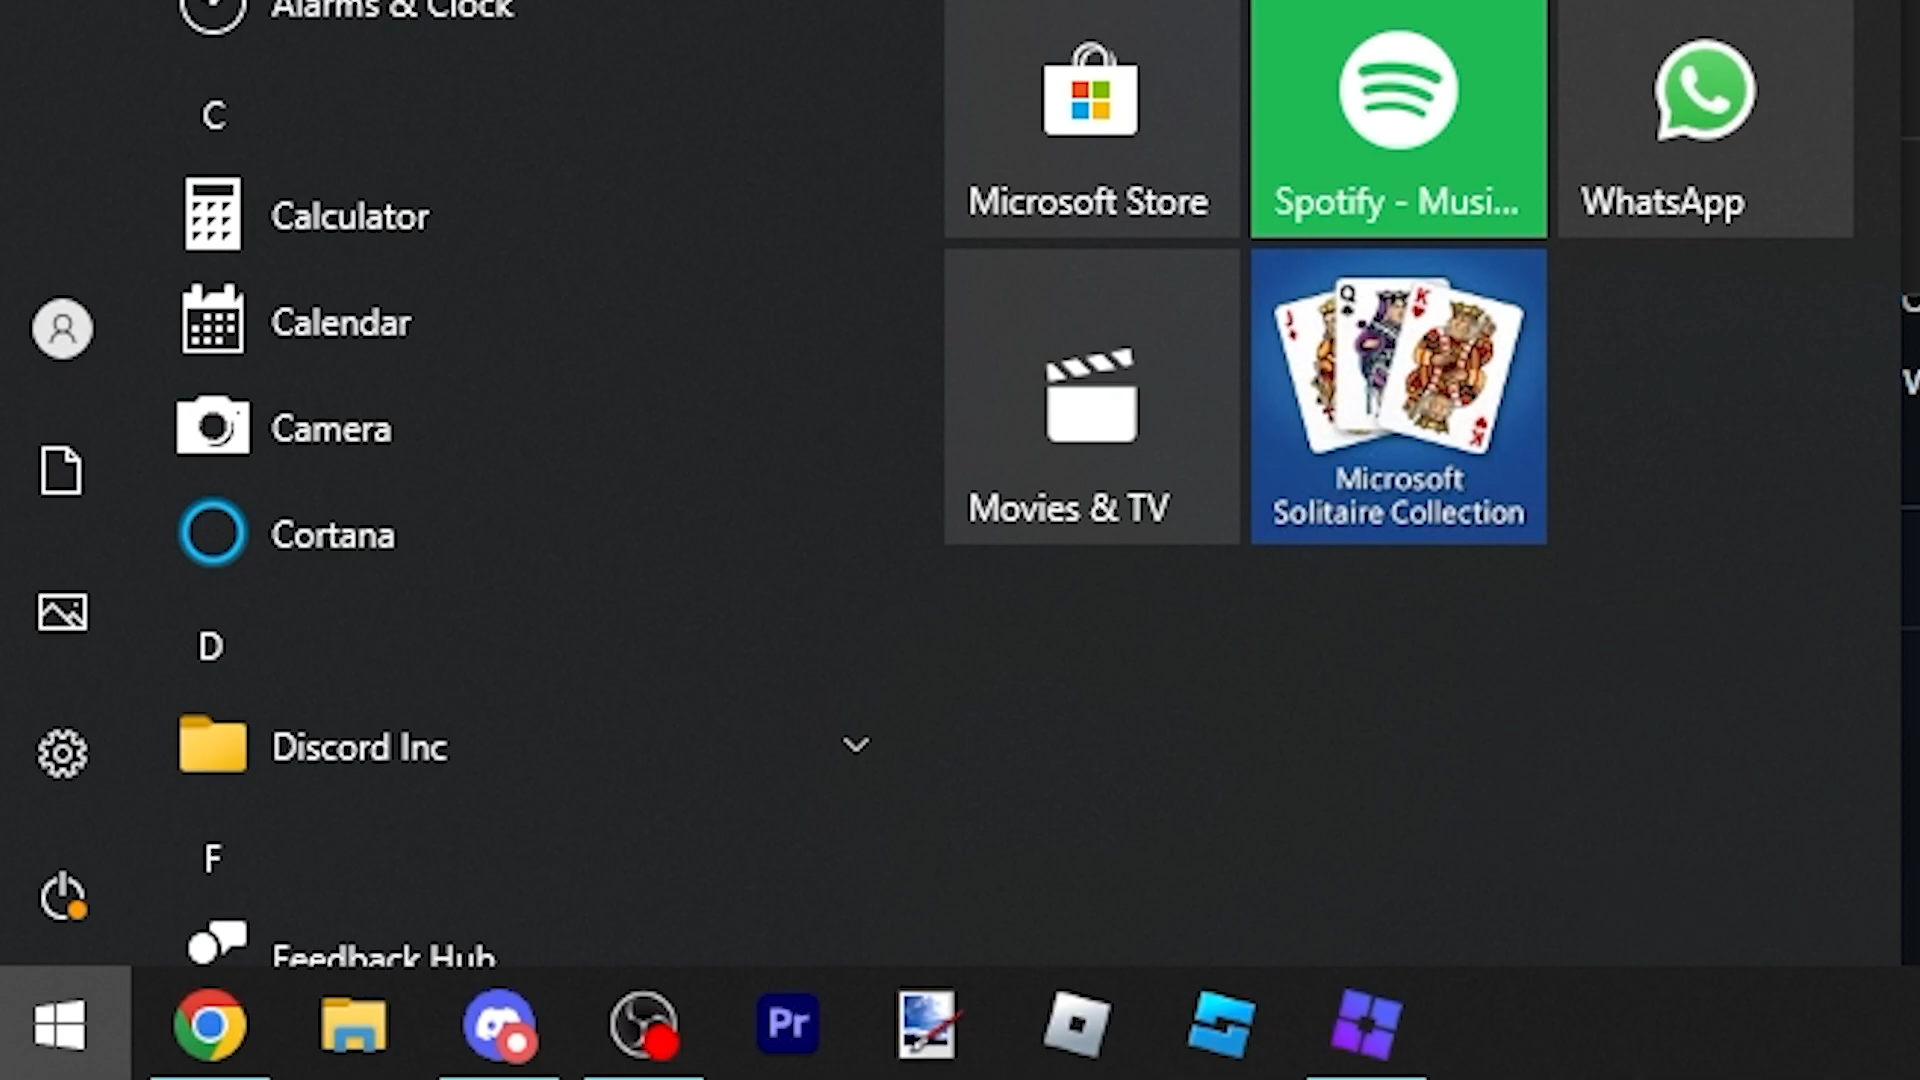 Alarms & Clock
C
Calculator
Calendar
Camera
Cortana
D
Discord Inc
F
Feedback Hub
Microsoft Store
Spotify - Musi...
WhatsApp
Movies & TV
J
Q
K
K
Microsoft
Solitaire Collection
Pr